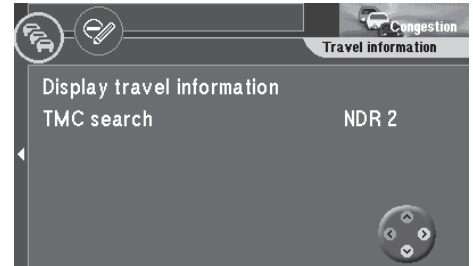 Congestion
Travel information
Display travel information
TMC search NDR 2